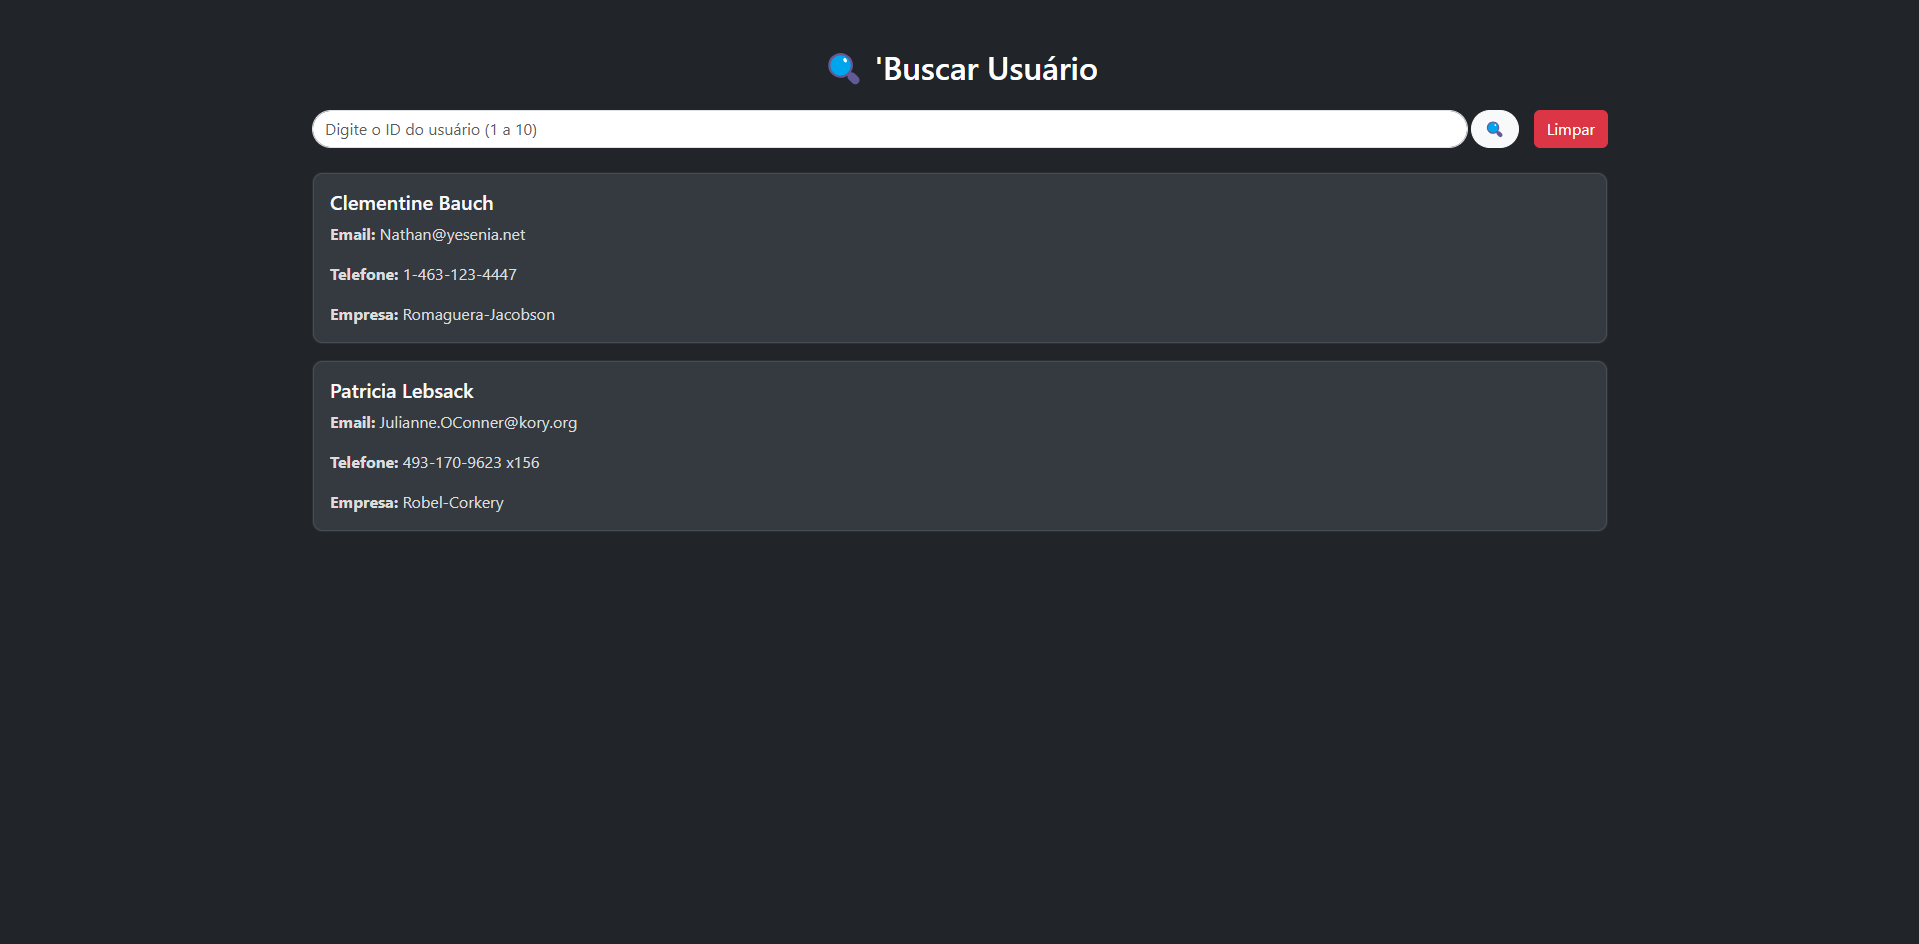 'Buscar Usuário
Digite o ID do usuário (1 a 10)
Limpar
Clementine Bauch
Email: Nathan@yesenia.net
Telefone: 1-463-123-4447
Empresa: Romaguera-Jacobson
Patricia Lebsack
Email: Julianne.OConner@kory.org
Telefone: 493-170-9623 x156
Empresa: Robel-Corkery